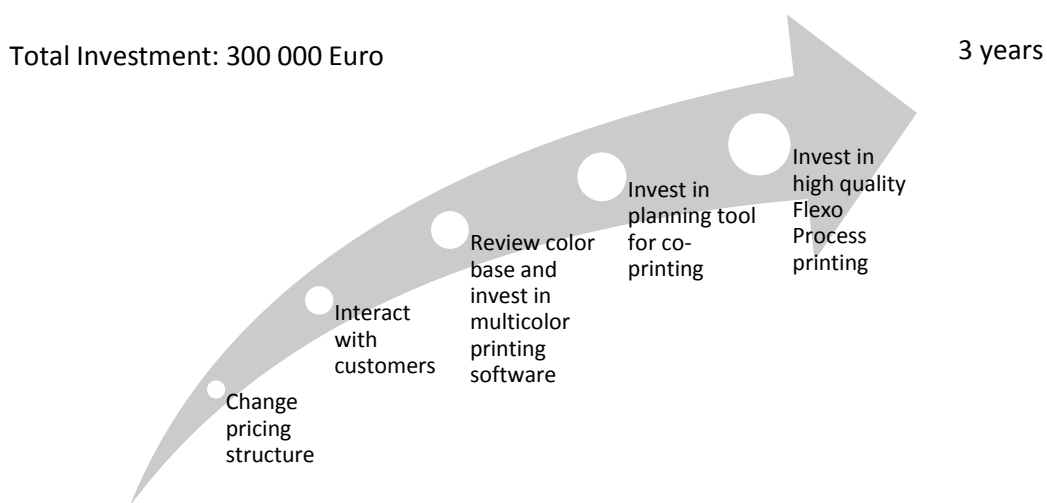 Total Investment: 300 000 Euro
3 years
Change
pricing
structure
Interact
with
customers
Review color
base and
invest in
multicolor
printing
software
Invest in
planning tool
for co-
printing
Invest in
high quality
Flexo
Process
printing